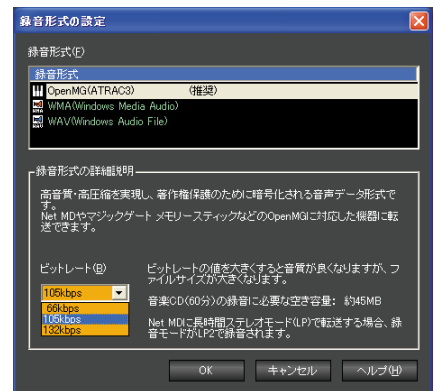 録音形式の設定
録音形式(F)
録音形式
OpenMG(ATRAC3) (推奨)
WMA(Windows Media Audio)
WAV(Windows Audio File)
録音形式の詳細説明
高音質・高圧縮を実現し、著作権保護のために暗号化される音声データ形式で
す。
Net MDやマジックゲート メモリースティックなどのOpenMGに対応した機器に転
送できます。
ビットレート(B)
ビットレートの値を大きくすると音質が良くなりますが、フ
ァイルサイズが大きくなります。
105kbps
66kbps
105kbps
132kbps
音楽CD(60分)の録音に必要な空き容量: 約45MB
Net MDに長時間ステレオモード(LP)で転送する場合、録
音モードがLP2で録音されます。
OK
キャンセル
ヘルプ(H)